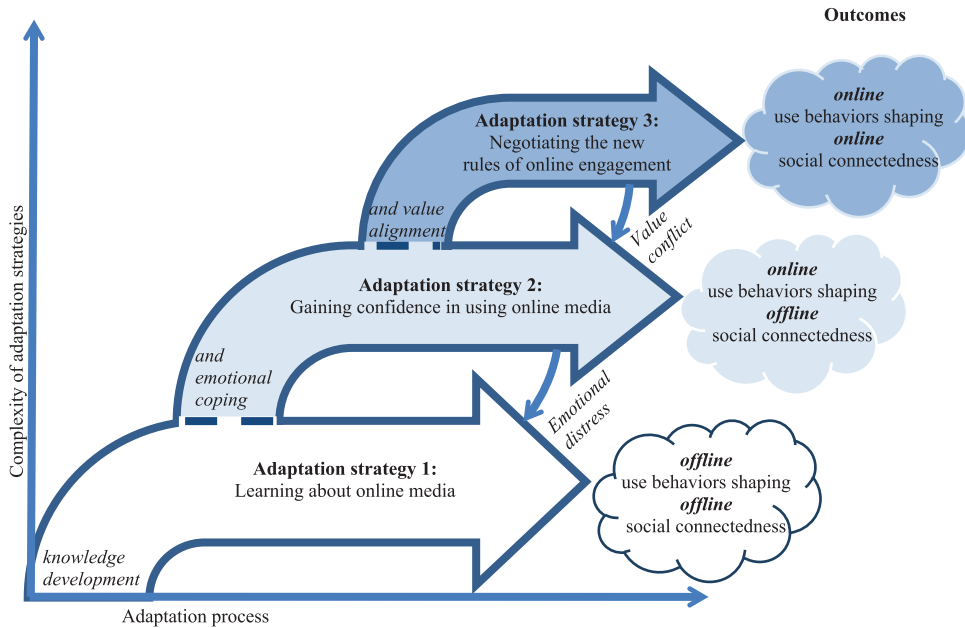 Outcomes
Complexity of adaptation strategies
Adaptation strategy 3:
Negotiating the new
rules of online engagement
online
use behaviors shaping
online
social connectedness
and value
alignment
Value
conflict
Adaptation strategy 2:
Gaining confidence in using online media
online
use behaviors shaping
offline
social connectedness
and
emotional
coping
Emotional
distress
Adaptation strategy 1:
Learning about online media
offline
use behaviors shaping
offline
social connectedness
knowledge
development
Adaptation process